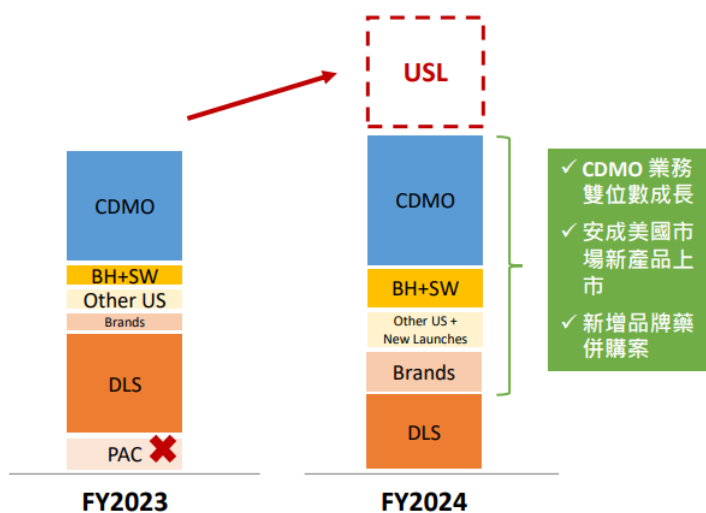 USL
CDMO
BH+SW
Other US
Brands
DLS
PAC
FY2023
CDMO
BH+SW
Other US +
New Launches
Brands
DLS
FY2024
✓ CDMO 業務
雙位數成長
✓ 安成美國市
場新產品上
市
✓ 新增品牌藥
併購案